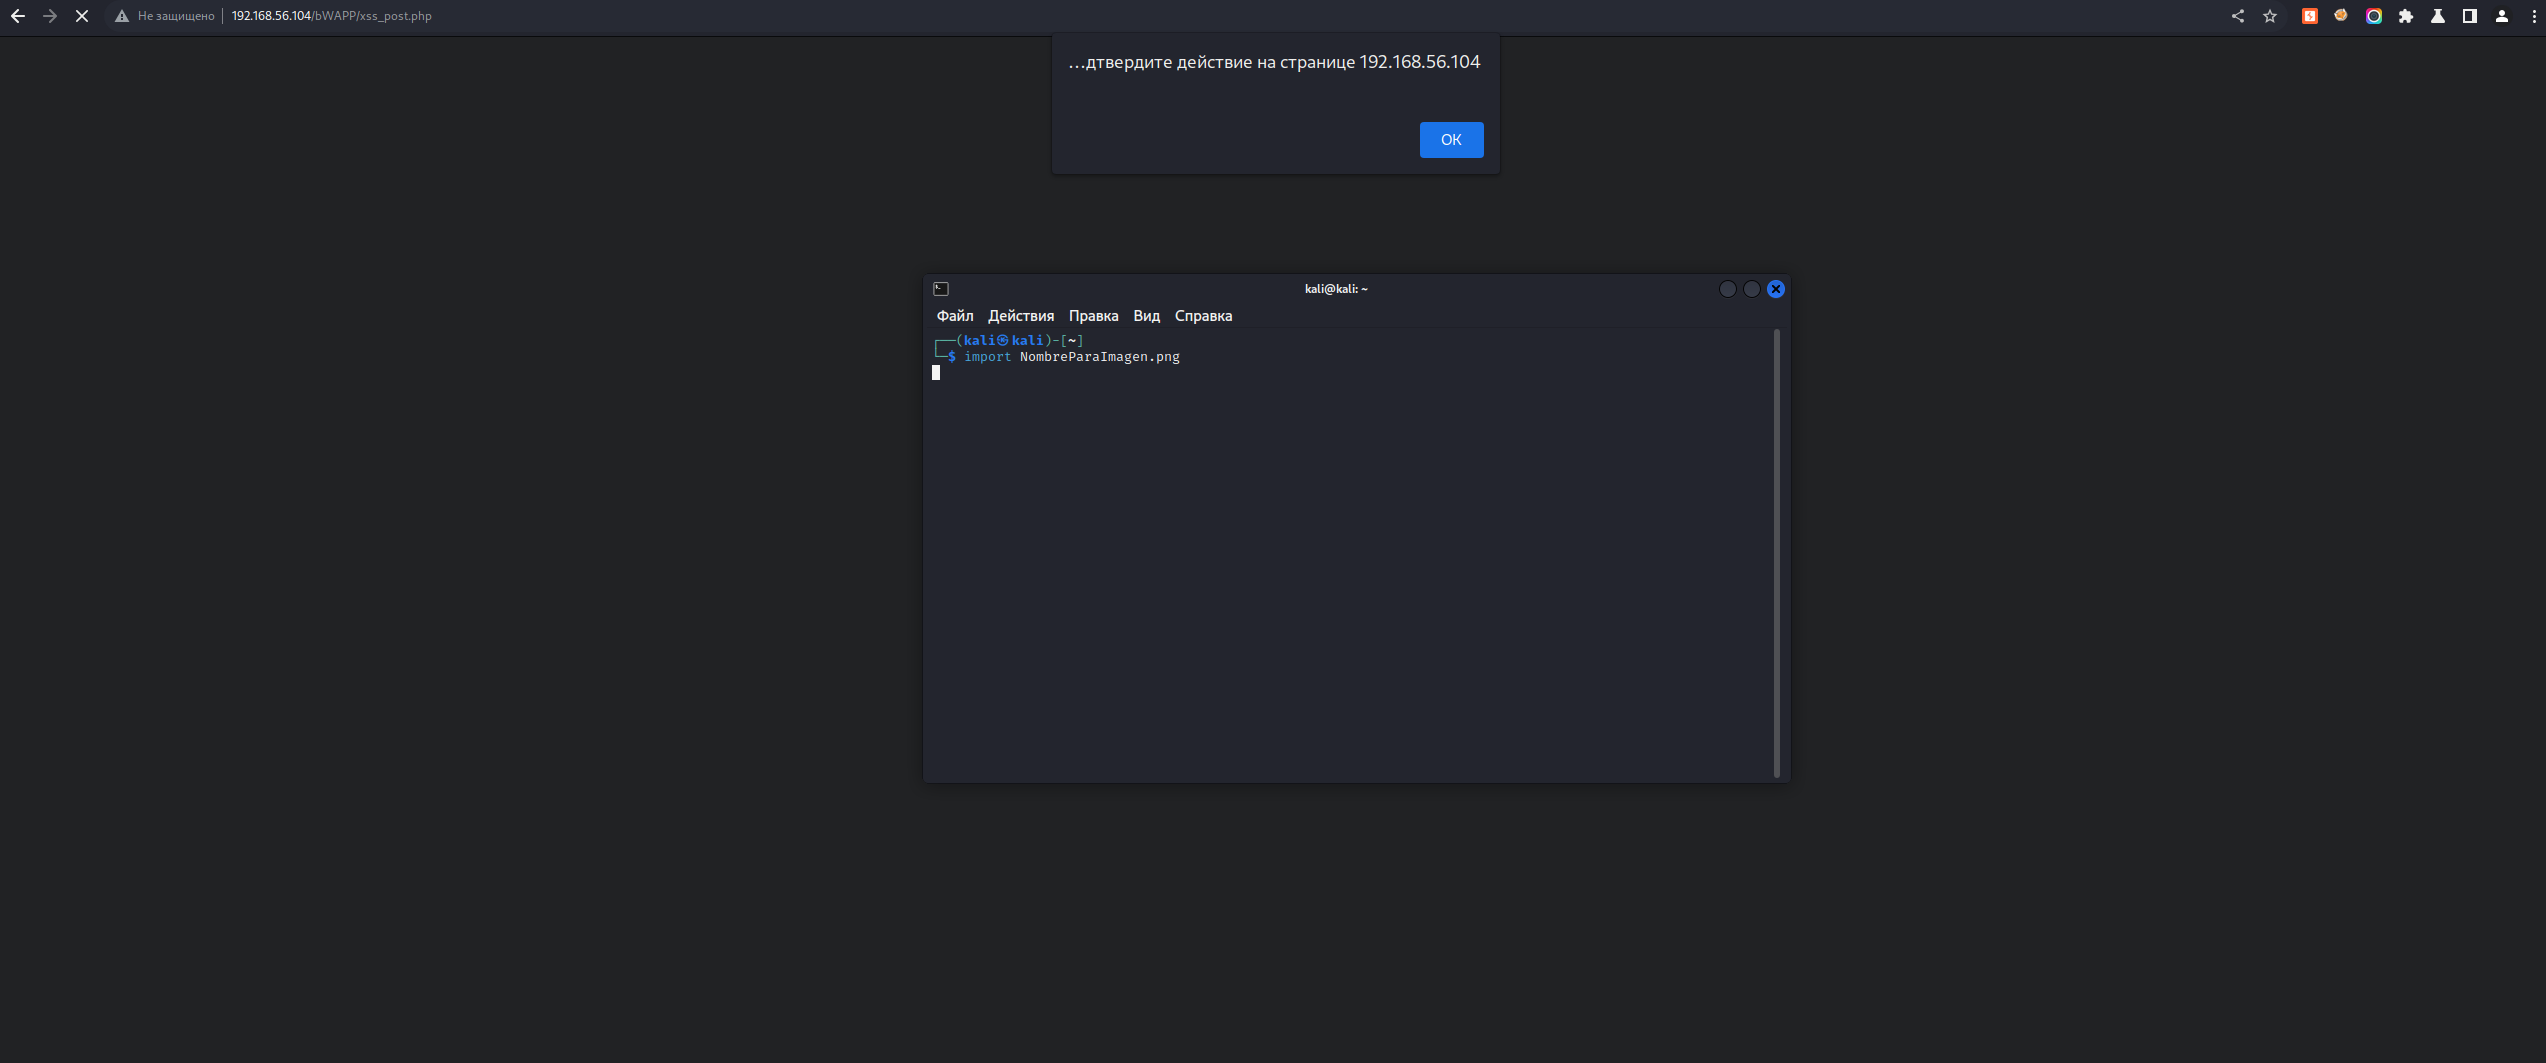 Не защищено 192.168.56.104/bWAPP/xss_post.php
...дтвердите действие на странице 192.168.56.104
OK
kali@kali: ~
Файл Действия Правка Вид Справка
┌──(kali㉿kali)-[~]
└─$ import NombreParaImagen.png